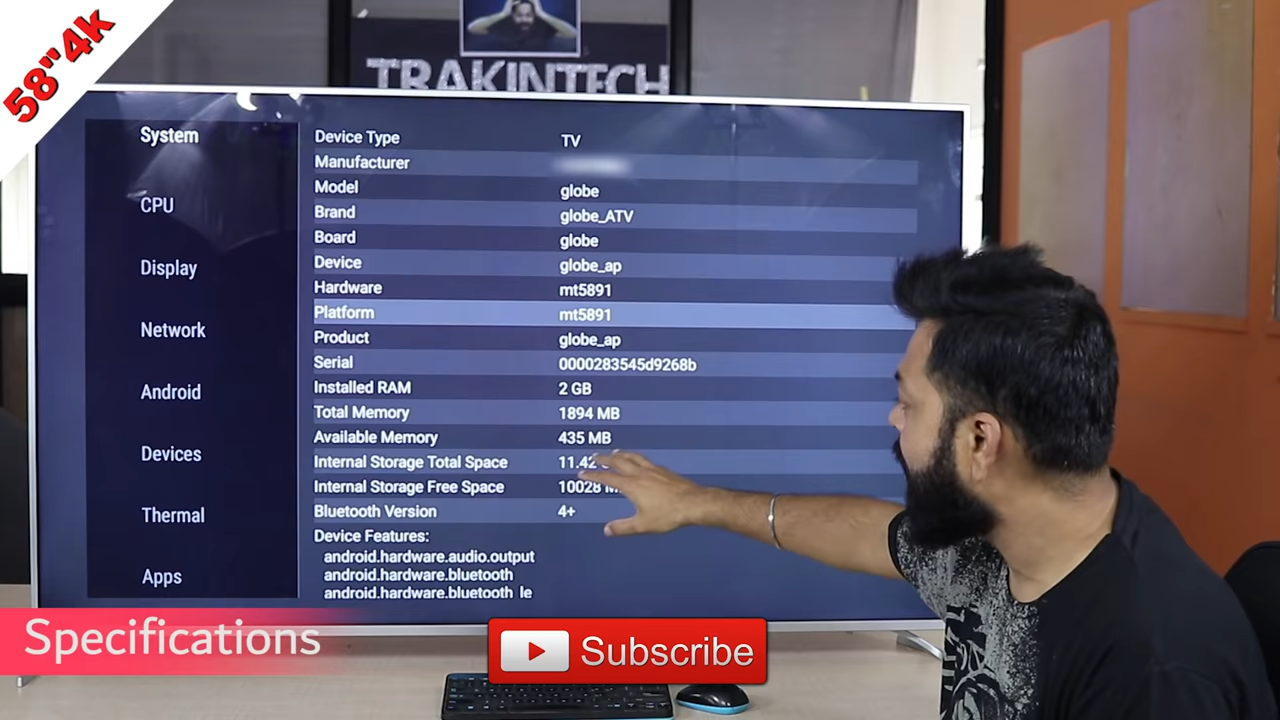 58"4k
TRAKINTECH
System
CPU
Display
Network
Android
Devices
Thermal
Apps
Device Type TV
Manufacturer
Model globe
Brand globe_ATV
Board globe
Device globe_ap
Hardware mt5891
Platform mt5891
Product globe_ap
Serial 0000283545d9268b
Installed RAM 2 GB
Total Memory 1894 MB
Available Memory 435 MB
Internal Storage Total Space 11.42
Internal Storage Free Space 10028
Bluetooth Version 4+
Device Features:
android.hardware.audio.output
android.hardware.bluetooth
android.hardware.bluetooth_le
Specifications
Subscribe